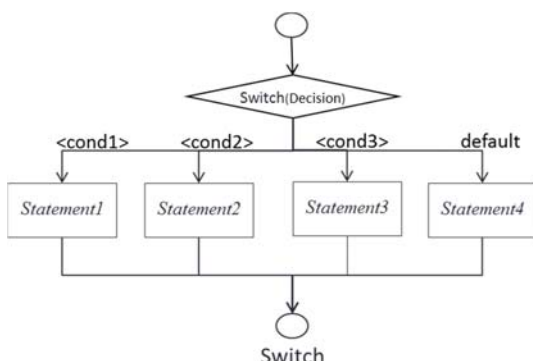 Switch(Decision)
<cond1> <cond2> <cond3> default
Statement1 Statement2 Statement3 Statement4
Switch